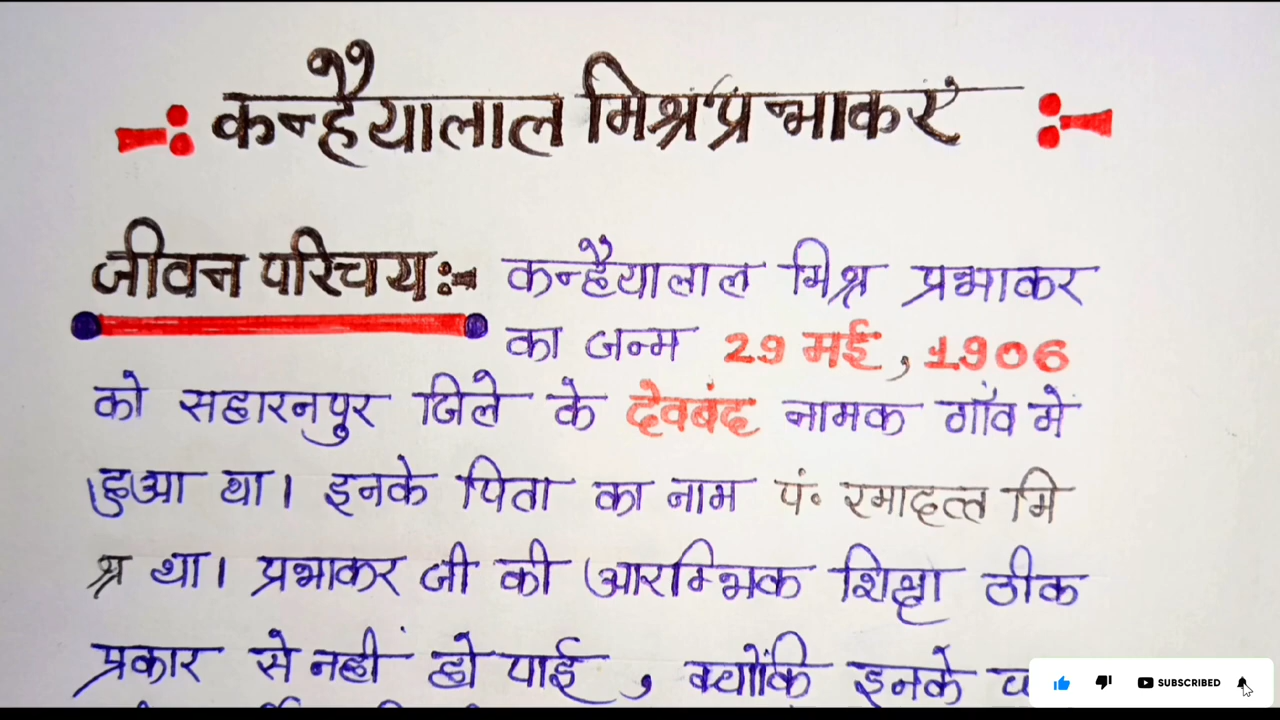 -: कन्हैयालाल मिश्र 'प्रभाकर' :-
जीवन परिचय:- कन्हैयालाल मिश्र प्रभाकर
का जन्म 29 मई, 1906
को सहारनपुर जिले के देवबंद नामक गाँव में
हुआ था। इनके पिता का नाम पं. रमादत्त मि
श्र था। प्रभाकर जी की आरम्भिक शिक्षा ठीक
प्रकार से नहीं हो पाई, क्योंकि इनके
SUBSCRIBED